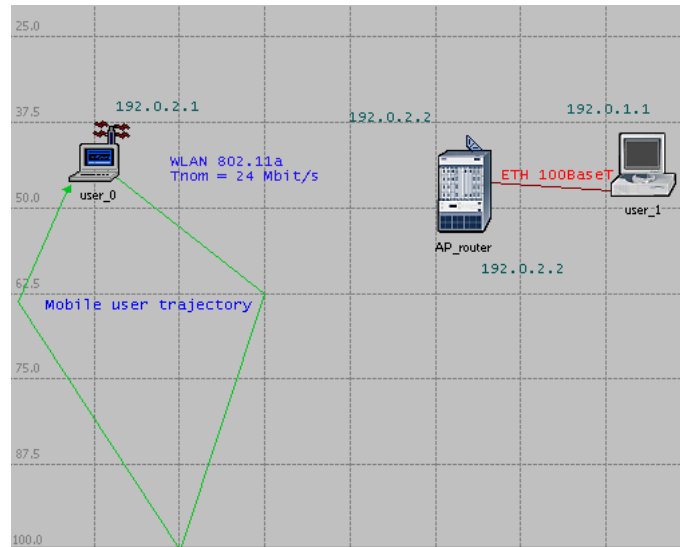 25.0
192.0.2.1
192.0.2.2
192.0.1.1
37.5
WLAN 802.11a
Tnom = 24 Mbit/s
ETH 100BaseT
user_0
user_1
50.0
AP_router
192.0.2.2
62.5
Mobile user trajectory
75.0
87.5
100.0